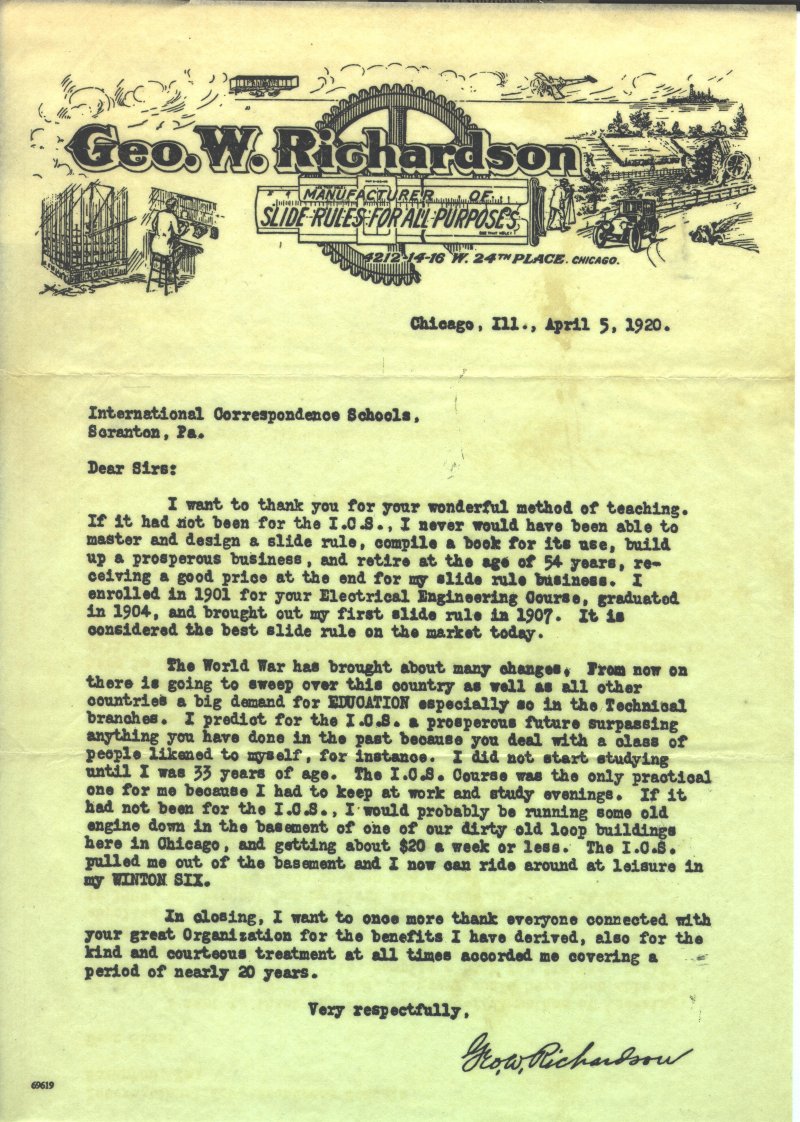 Geo. W. Richardson
MANUFACTURER OF
SLIDE RULES FOR ALL PURPOSES
4212-14-16 W. 24TH PLACE. CHICAGO.
Chicago, Ill., April 5, 1920.
International Correspondence Schools,
Scranton, Pa.
Dear Sirs:
I want to thank you for your wonderful method of teaching.
If it had not been for the I.C.S., I never would have been able to
master and design a slide rule, compile a book for its use, build
up a prosperous business, and retire at the age of 54 years, re-
ceiving a good price at the end for my slide rule business. I
enrolled in 1901 for your Electrical Engineering Course, graduated
in 1904, and brought out my first slide rule in 1907. It is
considered the best slide rule on the market today.
The World War has brought about many changes. From now on
there is going to sweep over this country as well as all other
countries a big demand for EDUCATION especially so in the Technical
branches. I predict for the I.C.S. a prosperous future surpassing
anything you have done in the past because you deal with a class of
people likened to myself, for instance. I did not start studying
until I was 33 years of age. The I.C.S. Course was the only practical
one for me because I had to keep at work and study evenings. If it
had not been for the I.C.S., I would probably be running some old
engine down in the basement of one of our dirty old loop buildings
here in Chicago, and getting about $20 a week or less. The I.C.S.
pulled me out of the basement and I now can ride around at leisure in
my WINTON SIX.
In closing, I want to once more thank everyone connected with
your great Organization for the benefits I have derived, also for the
kind and courteous treatment at all times accorded me covering a
period of nearly 20 years.
Very respectfully,
Geo. W. Richardson
69619